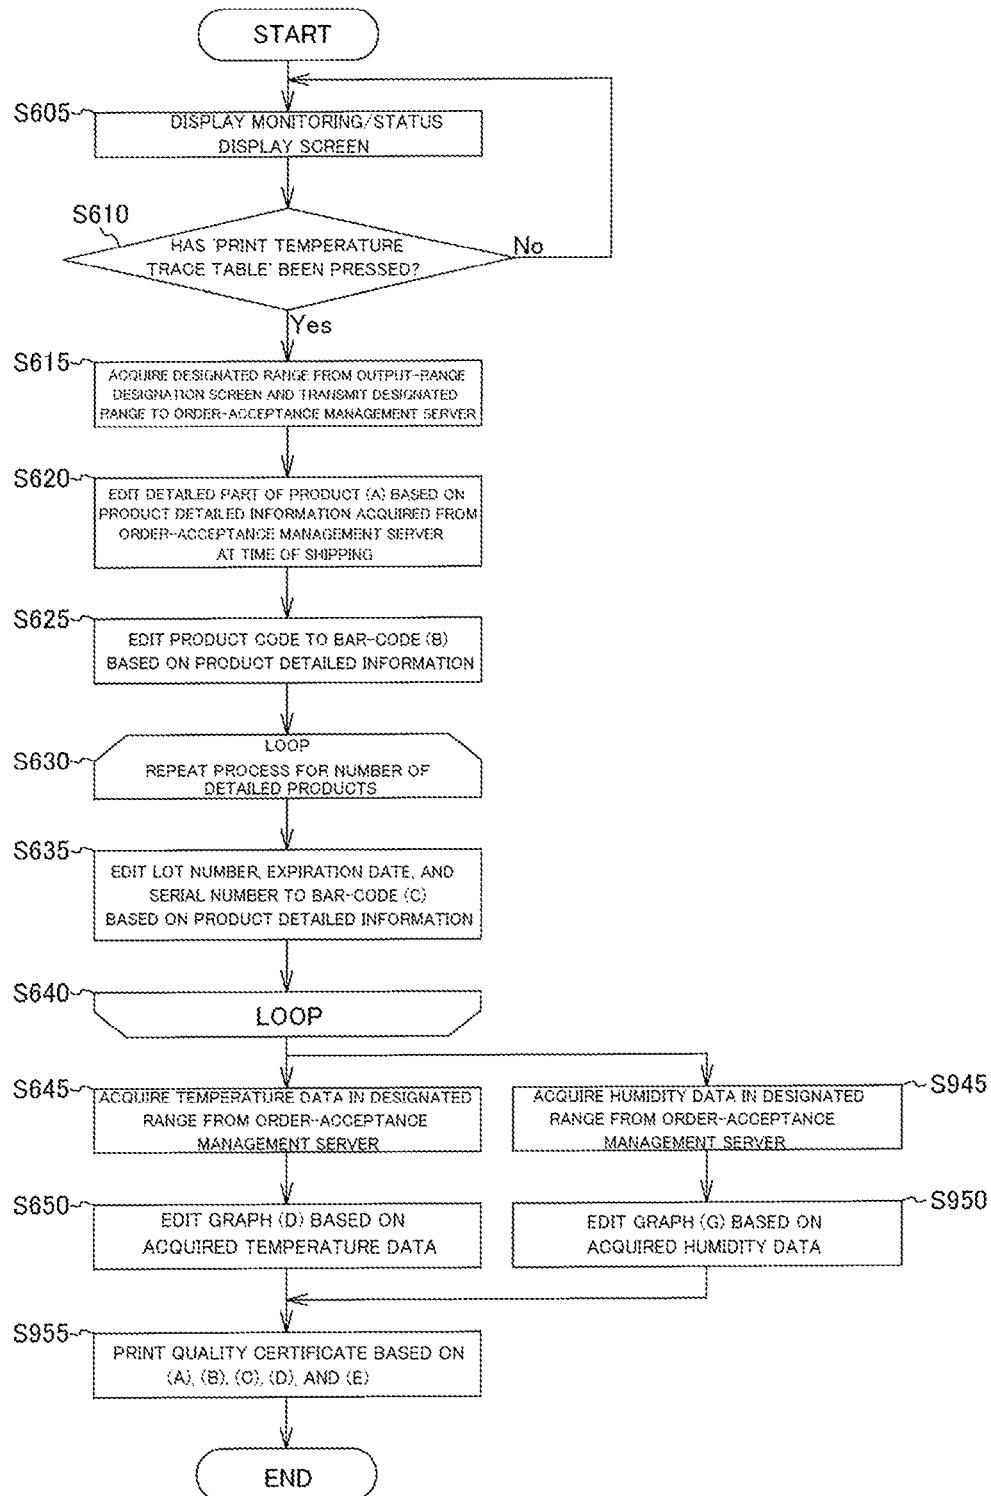 START
S605
DISPLAY MONITORING/STATUS
DISPLAY SCREEN
S610
HAS 'PRINT TEMPERATURE
TRACE TABLE' BEEN PRESSED?
No
Yes
S615
ACQUIRE DESIGNATED RANGE FROM OUTPUT-RANGE
DESIGNATION SCREEN AND TRANSMIT DESIGNATED
RANGE TO ORDER-ACCEPTANCE MANAGEMENT SERVER
S620
EDIT DETAILED PART OF PRODUCT (A) BASED ON
PRODUCT DETAILED INFORMATION ACQUIRED FROM
ORDER-ACCEPTANCE MANAGEMENT SERVER
AT TIME OF SHIPPING
S625
EDIT PRODUCT CODE TO BAR-CODE (B)
BASED ON PRODUCT DETAILED INFORMATION
S630
LOOP
REPEAT PROCESS FOR NUMBER OF
DETAILED PRODUCTS
S635
EDIT LOT NUMBER, EXPIRATION DATE, AND
SERIAL NUMBER TO BAR-CODE (C)
BASED ON PRODUCT DETAILED INFORMATION
S640
LOOP
S645
ACQUIRE TEMPERATURE DATA IN DESIGNATED
RANGE FROM ORDER-ACCEPTANCE
MANAGEMENT SERVER
S945
ACQUIRE HUMIDITY DATA IN DESIGNATED
RANGE FROM ORDER-ACCEPTANCE
MANAGEMENT SERVER
S650
EDIT GRAPH (D) BASED ON
ACQUIRED TEMPERATURE DATA
S950
EDIT GRAPH (G) BASED ON
ACQUIRED HUMIDITY DATA
S955
PRINT QUALITY CERTIFICATE BASED ON
(A), (B), (C), (D), AND (E)
END